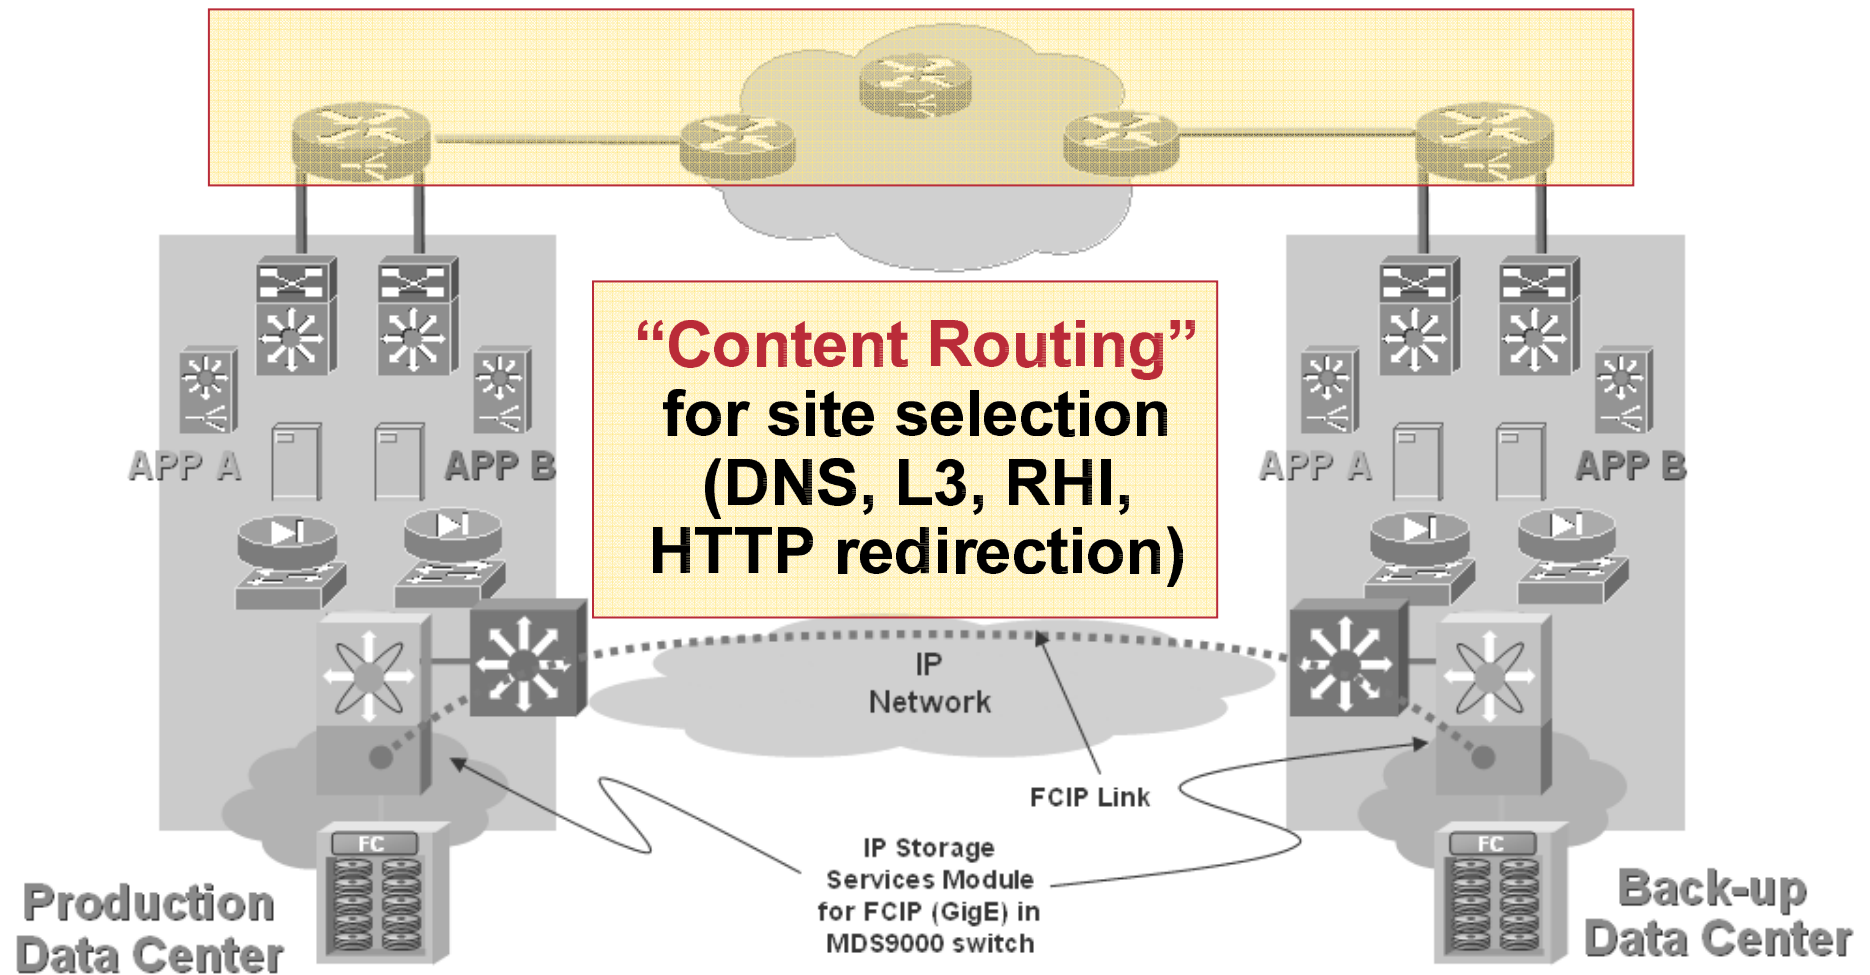 “Content Routing”
for site selection
(DNS, L3, RHI,
HTTP redirection)
APP A
APP B
APP A
APP B
IP
Network
FCIP Link
IP Storage
Services Module
for FCIP (GigE) in
MDS9000 switch
FC
FC
Production
Data Center
Back-up
Data Center